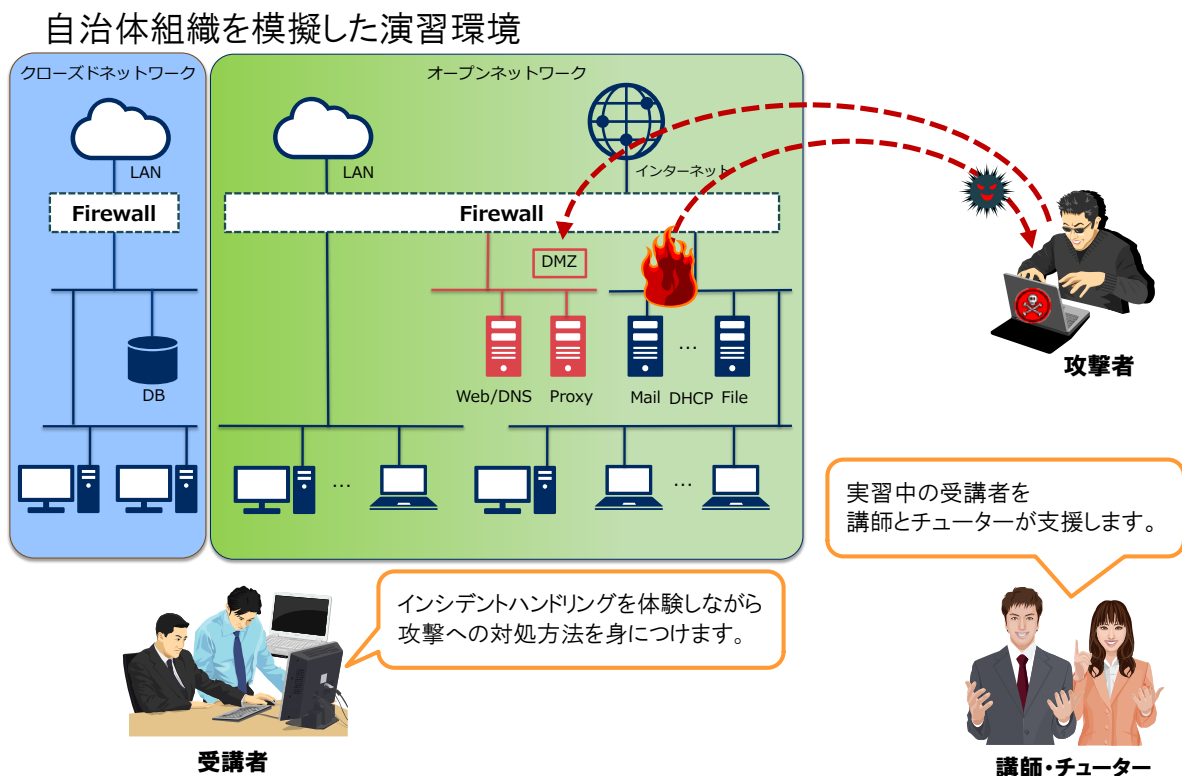 自治体組織を模擬した演習環境
クローズドネットワーク
LAN
Firewall
DB
オープンネットワーク
LAN
インターネット
Firewall
DMZ
…
Web/DNS
Proxy
Mail
DHCP
File
…
…
攻撃者
実習中の受講者を
講師とチューターが支援します。
インシデントハンドリングを体験しながら
攻撃への対処方法を身につけます。
受講者
講師・チューター